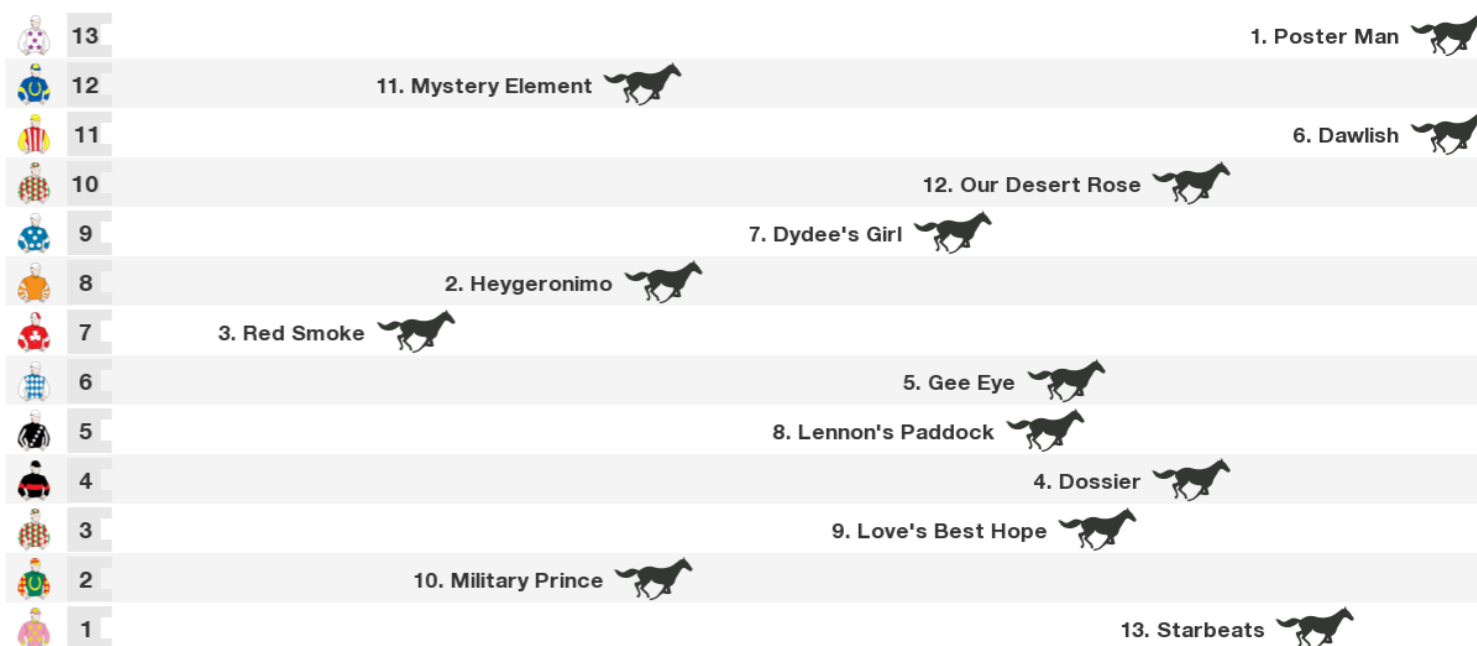 13 1. Poster Man
12 11. Mystery Element
11 6. Dawlish
10 12. Our Desert Rose
9 7. Dydee's Girl
8 2. Heygeronimo
7 3. Red Smoke
6 5. Gee Eye
5 8. Lennon's Paddock
4 4. Dossier
3 9. Love's Best Hope
2 10. Military Prince
1 13. Starbeats